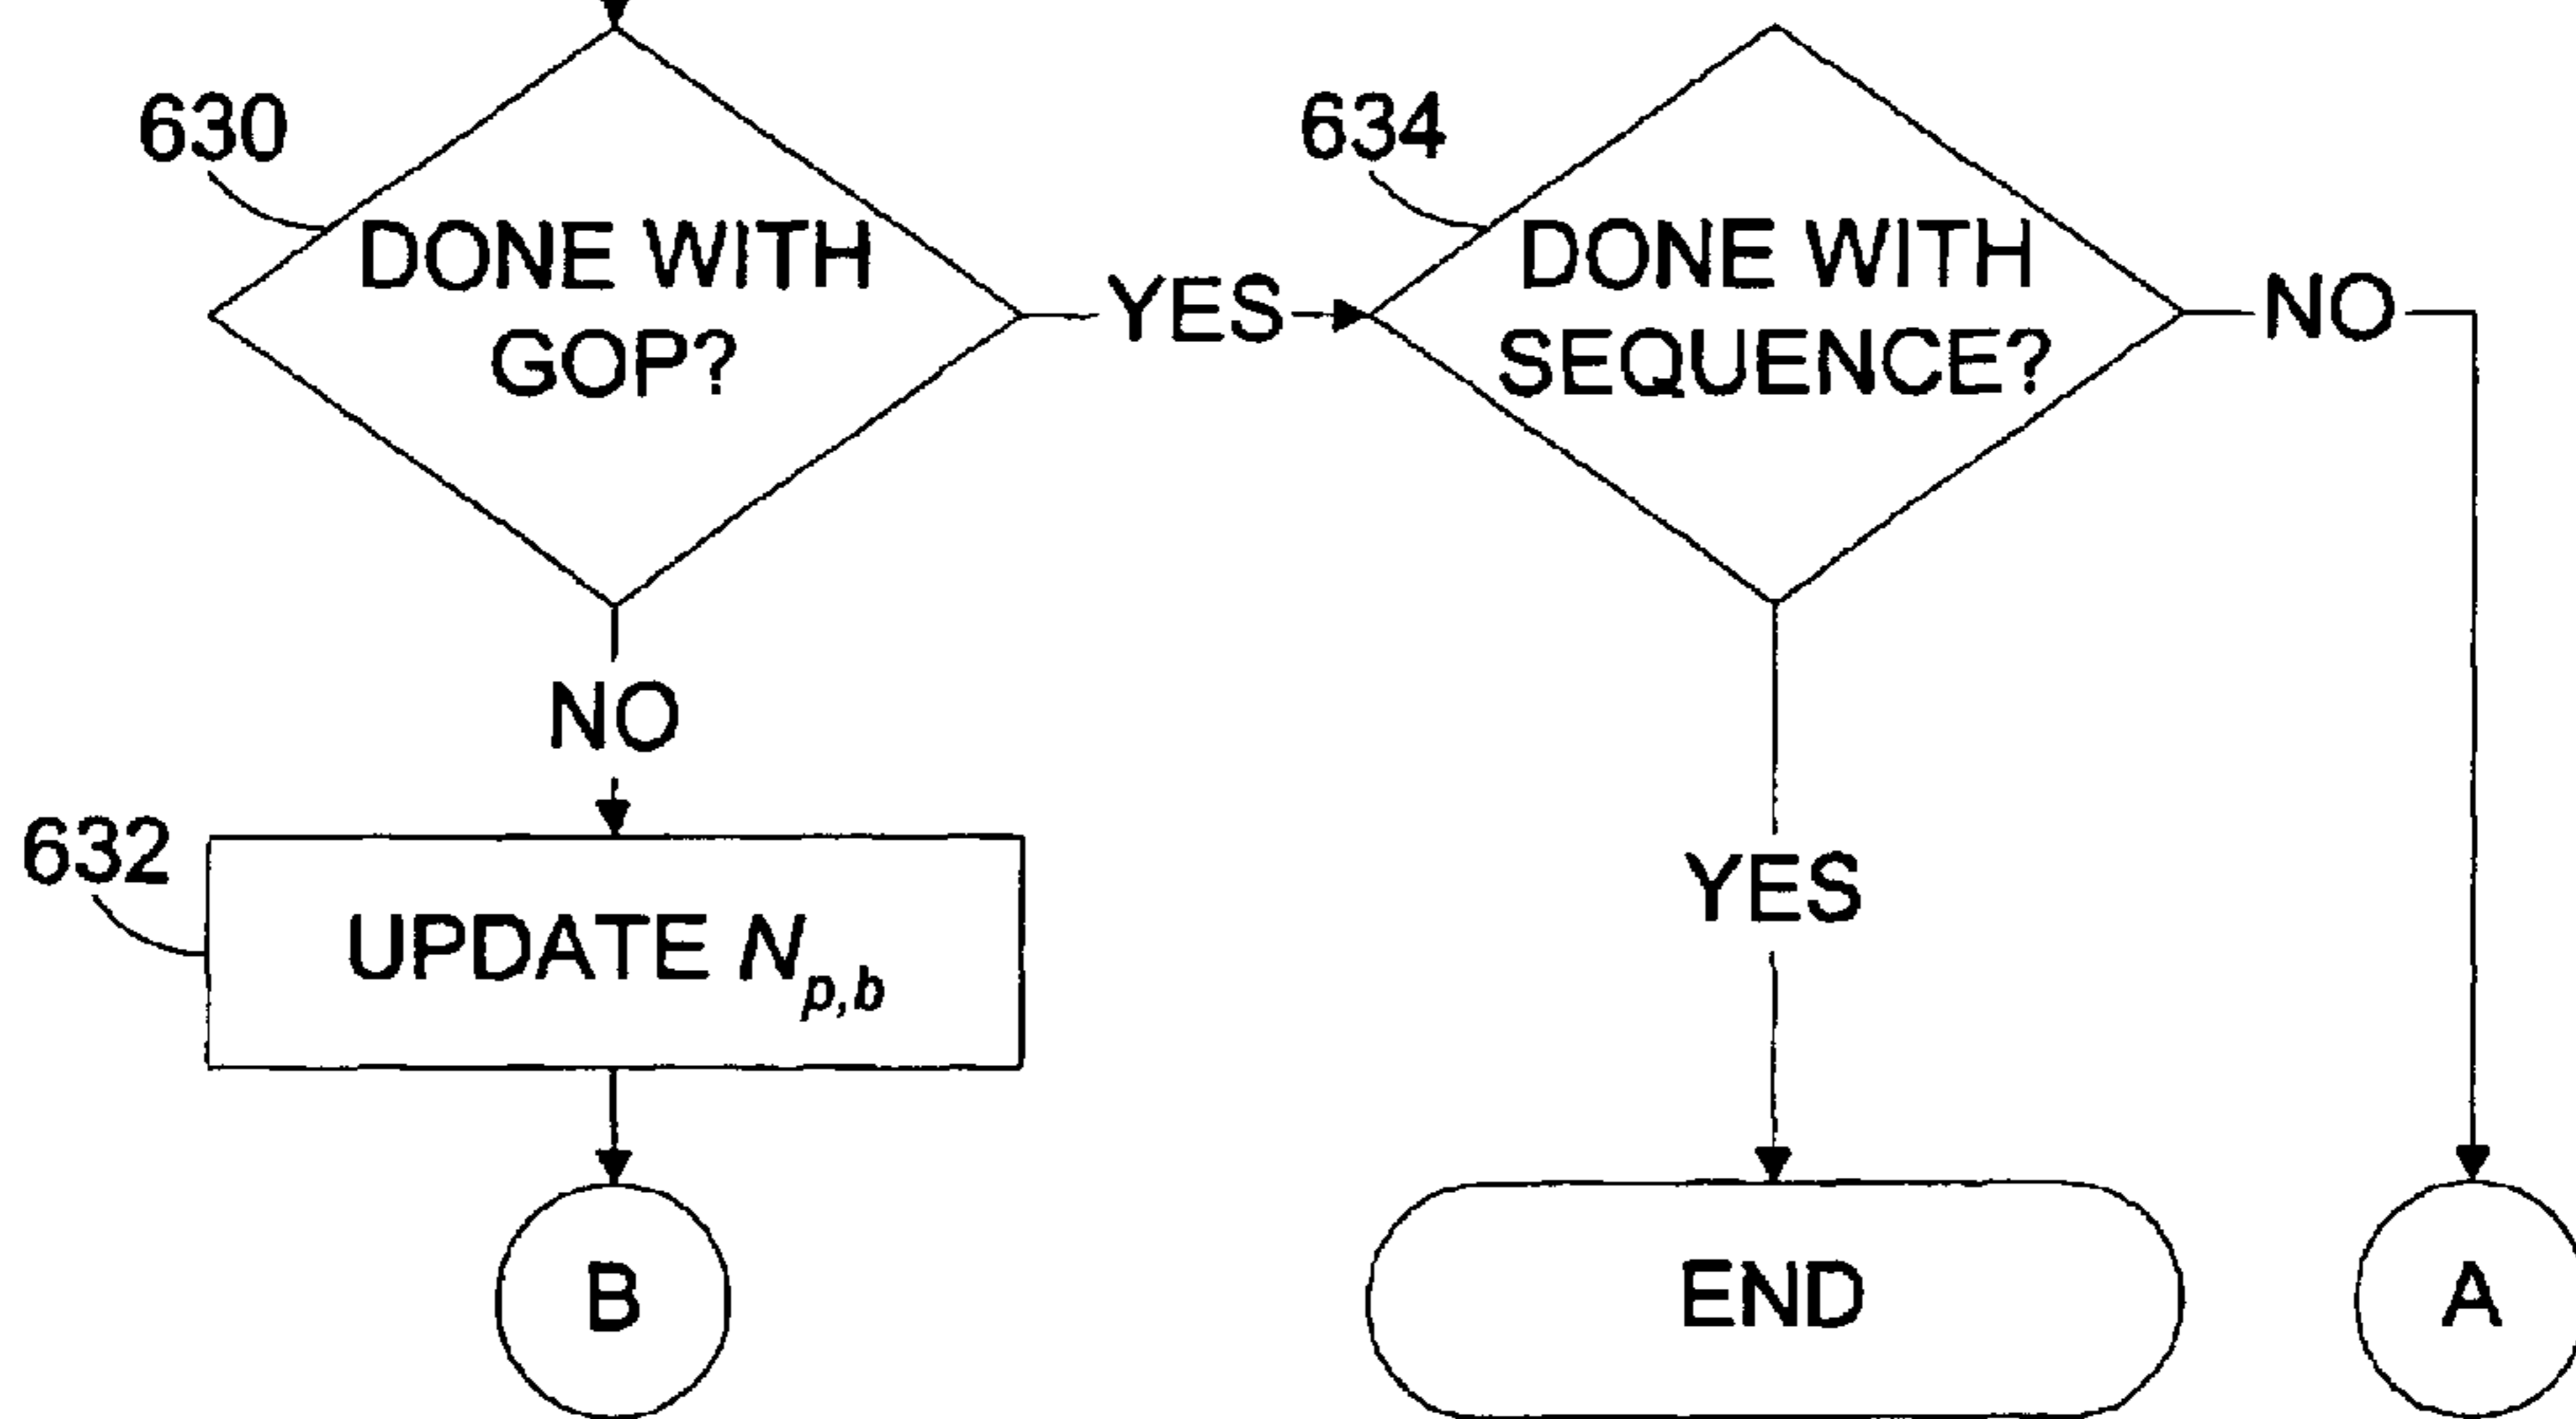 630
DONE WITH
GOP?
YES
634
DONE WITH
SEQUENCE?
NO
NO
632
UPDATE N_{p,b}
YES
B
END
A